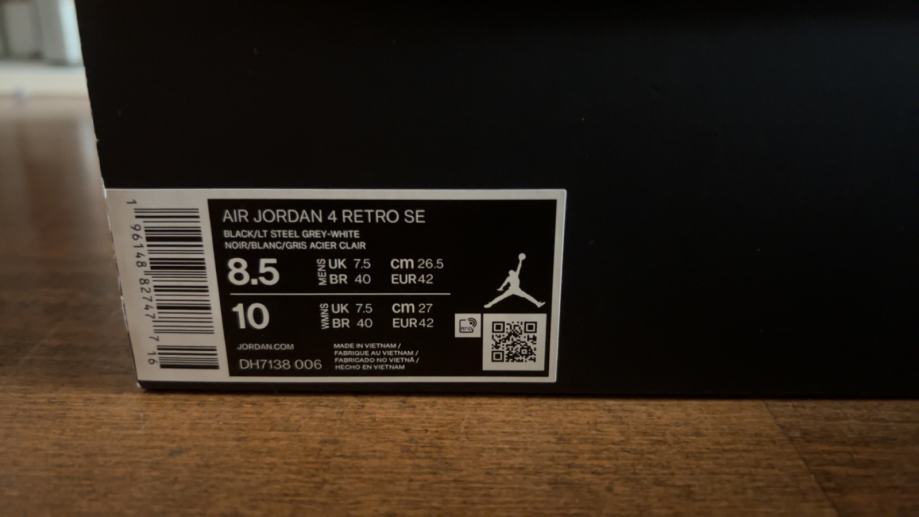 1 96148 82747 7 16
AIR JORDAN 4 RETRO SE
BLACK/LT STEEL GREY-WHITE
NOIR/BLANC/GRIS ACIER CLAIR
8.5 MENS UK 7.5 cm 26.5
BR 40 EUR 42
10 WMNS UK 7.5 cm 27
BR 40 EUR 42
JORDAN.COM
DH7138 006
MADE IN VIETNAM /
FABRIQUE AU VIETNAM /
FABRICADO NO VIETNÃ /
HECHO EN VIETNAM